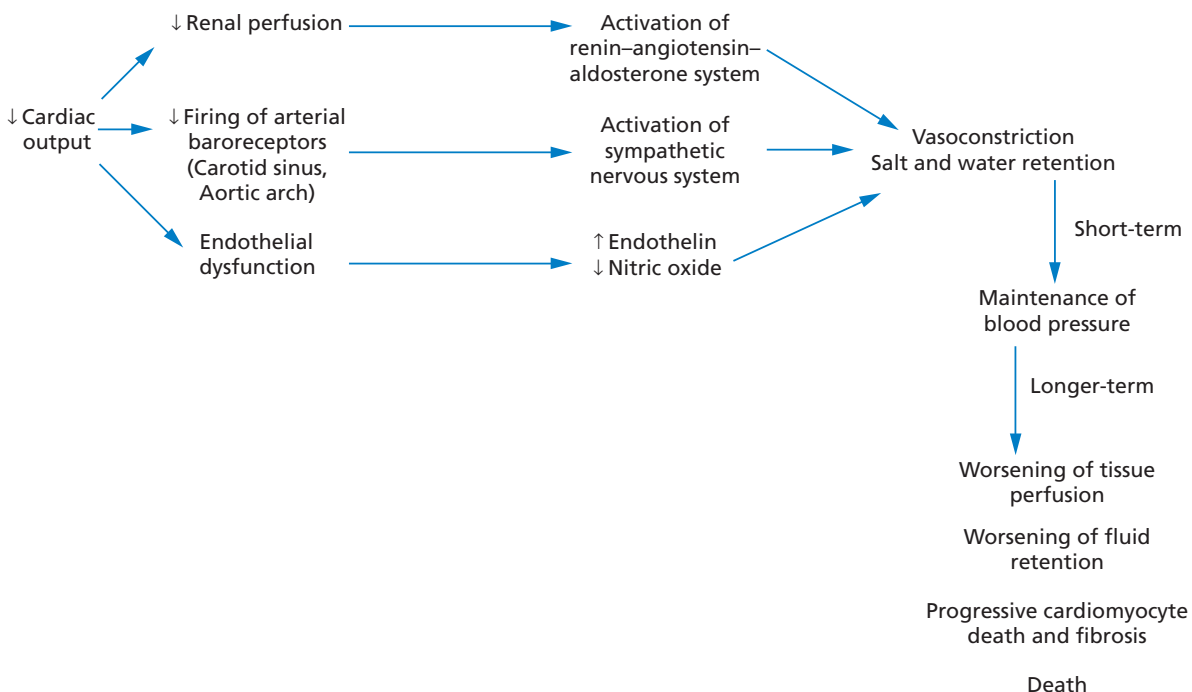 ↓ Renal perfusion
Activation of
renin–angiotensin–
aldosterone system
↓ Cardiac
output
↓ Firing of arterial
baroreceptors
(Carotid sinus,
Aortic arch)
Activation of
sympathetic
nervous system
Vasoconstriction
Salt and water retention
Endothelial
dysfunction
↑ Endothelin
↓ Nitric oxide
Short-term
Maintenance of
blood pressure
Longer-term
Worsening of tissue
perfusion
Worsening of fluid
retention
Progressive cardiomyocyte
death and fibrosis
Death